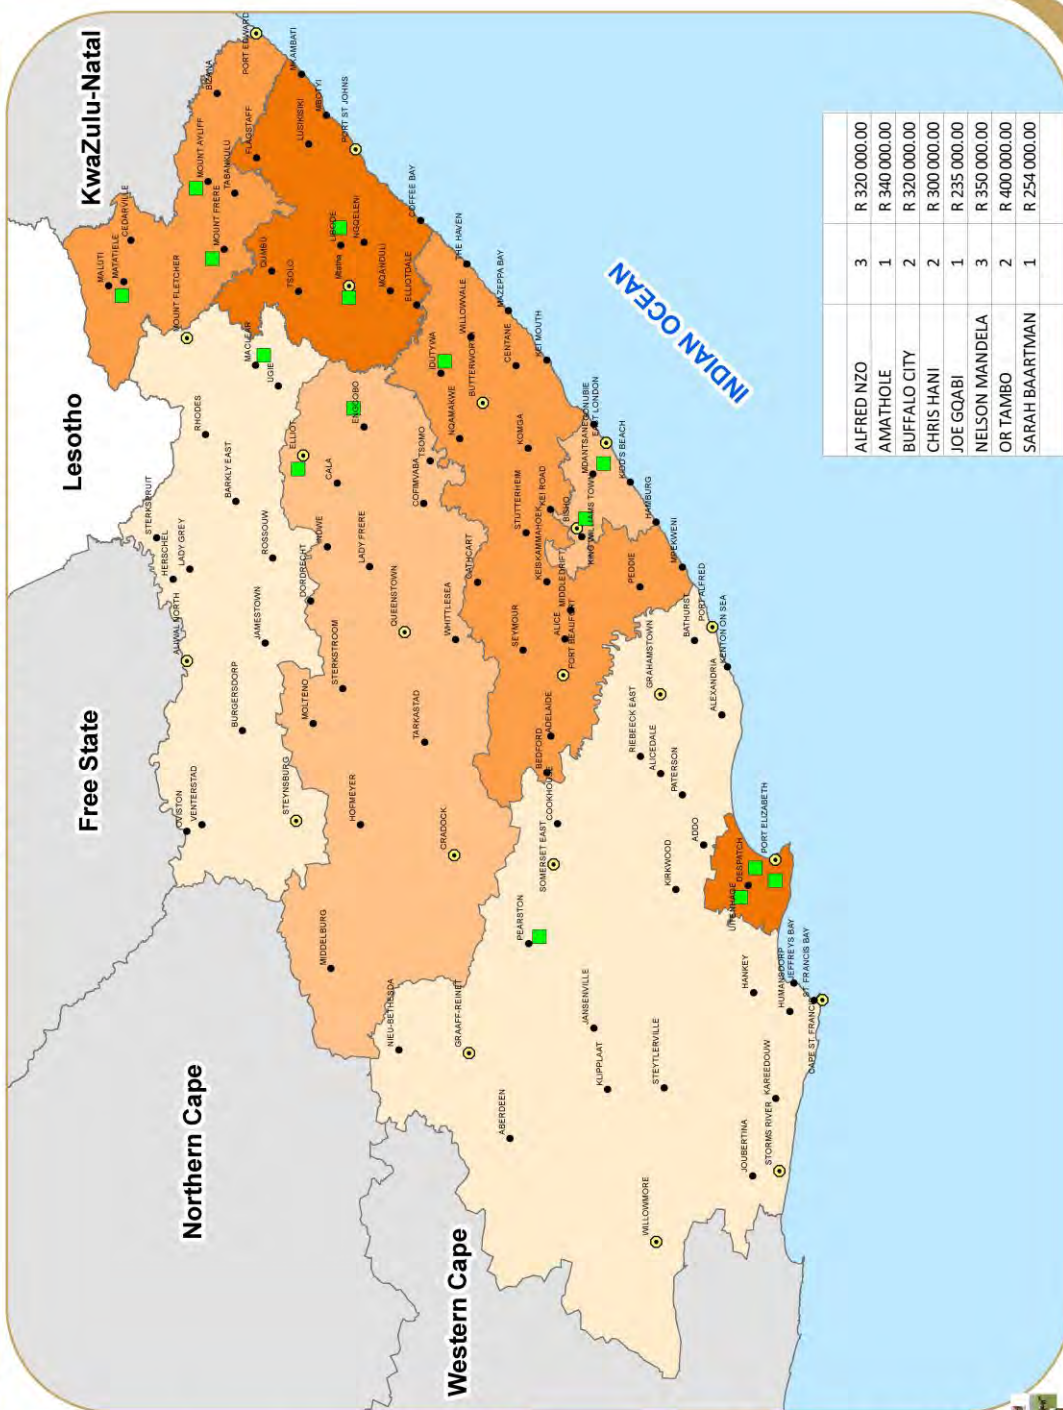 KwaZulu-Natal
Lesotho
Free State
Northern Cape
Western Cape
INDIAN OCEAN
PORT EDWARD
BIZANA
MKAMBATI
MOUNT AYLIFF
FLAGSTAFF
TABANKULU
LUSIKISIKI
MBOTYI
PORT ST JOHNS
CEDARVILLE
MALUTI
MATATIELE
MOUNT FRERE
MOUNT FLETCHER
QUMBU
TSOLO
LIBODE
Mthatha
NGQELENI
MQANDULI
COFFEE BAY
ELLIOTDALE
THE HAVEN
MACLEAR
UGIE
RHODES
BARKLY EAST
ELLIOT
ENGCOBO
CALA
IDUTYWA
WILLOWVALE
MAZEPPA BAY
BUTTERWORTH
CENTANE
KEI MOUTH
NQAMAKWE
TSOMO
COFIMVABA
KOMGA
STERKSPRUIT
HERSCHEL
LADY GREY
ROSSOUW
DORDRECHT
INDWE
LADY FRERE
STUTTERHEIM
KEI ROAD
MDANTSANE
GONUBIE
EAST LONDON
KIDD'S BEACH
BISHO
KING WILLIAMS TOWN
HAMBURG
CATHCART
KEISKAMMAHOEK
MIDDLEDRIFT
PEDDIE
MPEKWENI
ALIWAL NORTH
JAMESTOWN
BURGERSDORP
STERKSTROOM
MOLTENO
QUEENSTOWN
WHITTLESEA
SEYMOUR
ALICE
FORT BEAUFORT
BATHURST
PORT ALFRED
KENTON ON SEA
GRAHAMSTOWN
ALEXANDRIA
TARKASTAD
ADELAIDE
BEDFORD
RIEBEECK EAST
ALICEDALE
PATERSON
OVISTON
VENTERSTAD
STEYNSBURG
HOFMEYER
CRADOCK
COOKHOUSE
SOMERSET EAST
ADDO
KIRKWOOD
PORT ELIZABETH
DESPATCH
UITENHAGE
MIDDELBURG
PEARSTON
NIEU-BETHESDA
GRAAFF-REINET
JANSENVILLE
KLIPPLAAT
STEYTLERVILLE
HANKEY
HUMANSDORP
JEFFREYS BAY
ST FRANCIS BAY
CAPE ST. FRANCIS
ABERDEEN
KAREEDOUW
STORMS RIVER
JOUBERTINA
WILLOWMORE
ALFRED NZO 3 R 320 000.00
AMATHOLE 1 R 340 000.00
BUFFALO CITY 2 R 320 000.00
CHRIS HANI 2 R 300 000.00
JOE GQABI 1 R 235 000.00
NELSON MANDELA 3 R 350 000.00
OR TAMBO 2 R 400 000.00
SARAH BAARTMAN 1 R 254 000.00